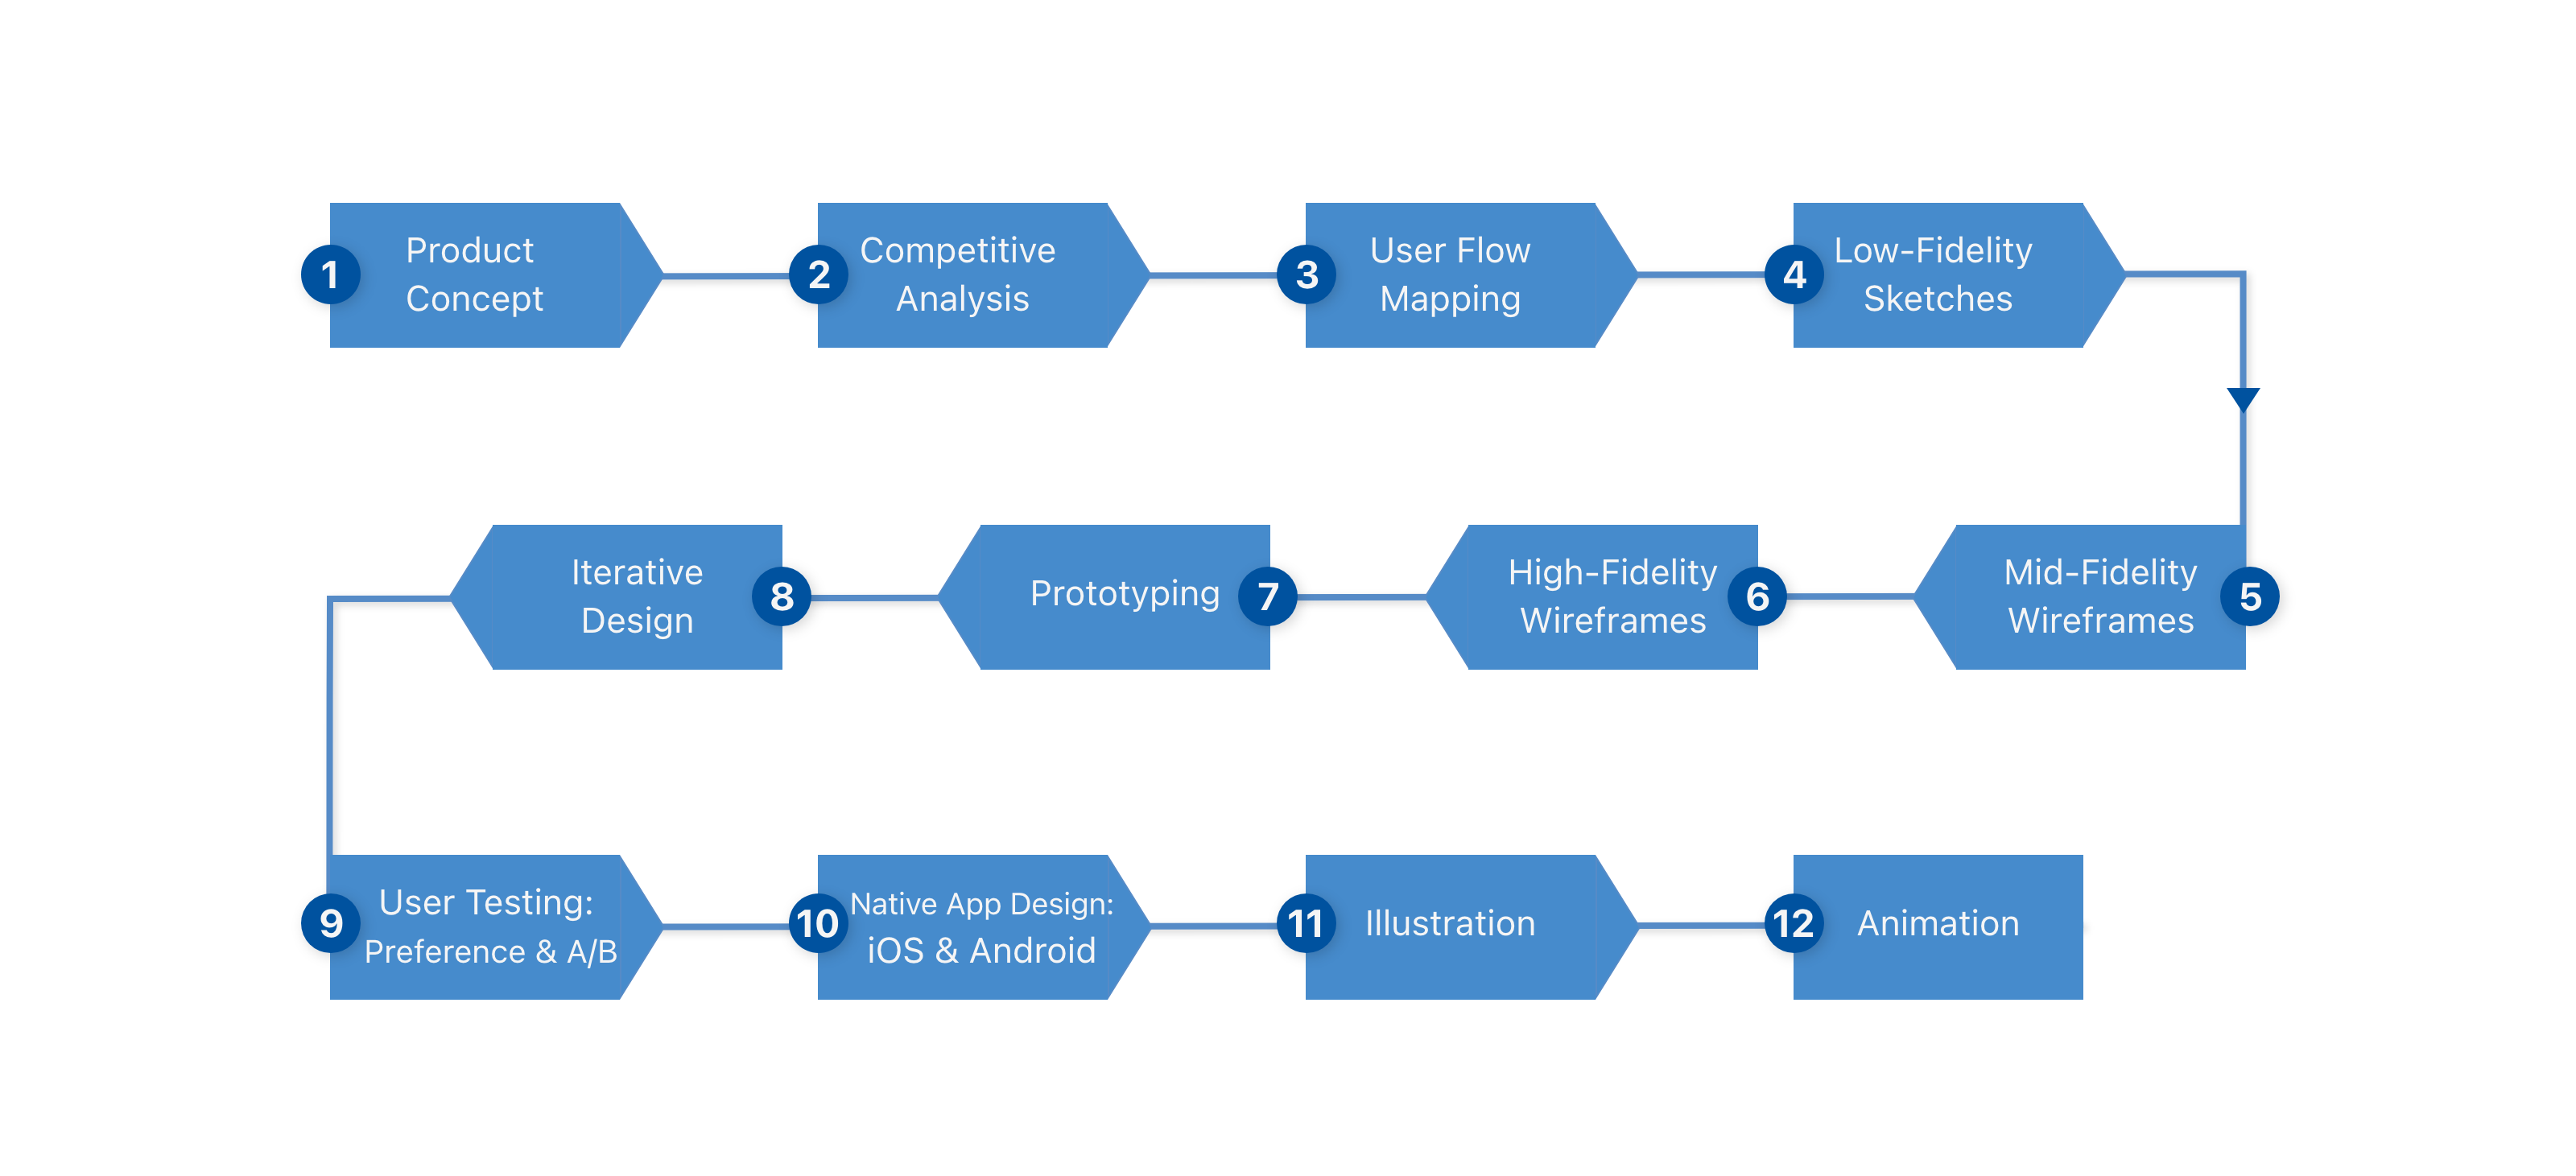 1
Product
Concept
2
Competitive
Analysis
3
User Flow
Mapping
4
Low-Fidelity
Sketches
5
Mid-Fidelity
Wireframes
6
High-Fidelity
Wireframes
7
Prototyping
8
Iterative
Design
9
User Testing:
Preference & A/B
10
Native App Design:
iOS & Android
11
Illustration
12
Animation